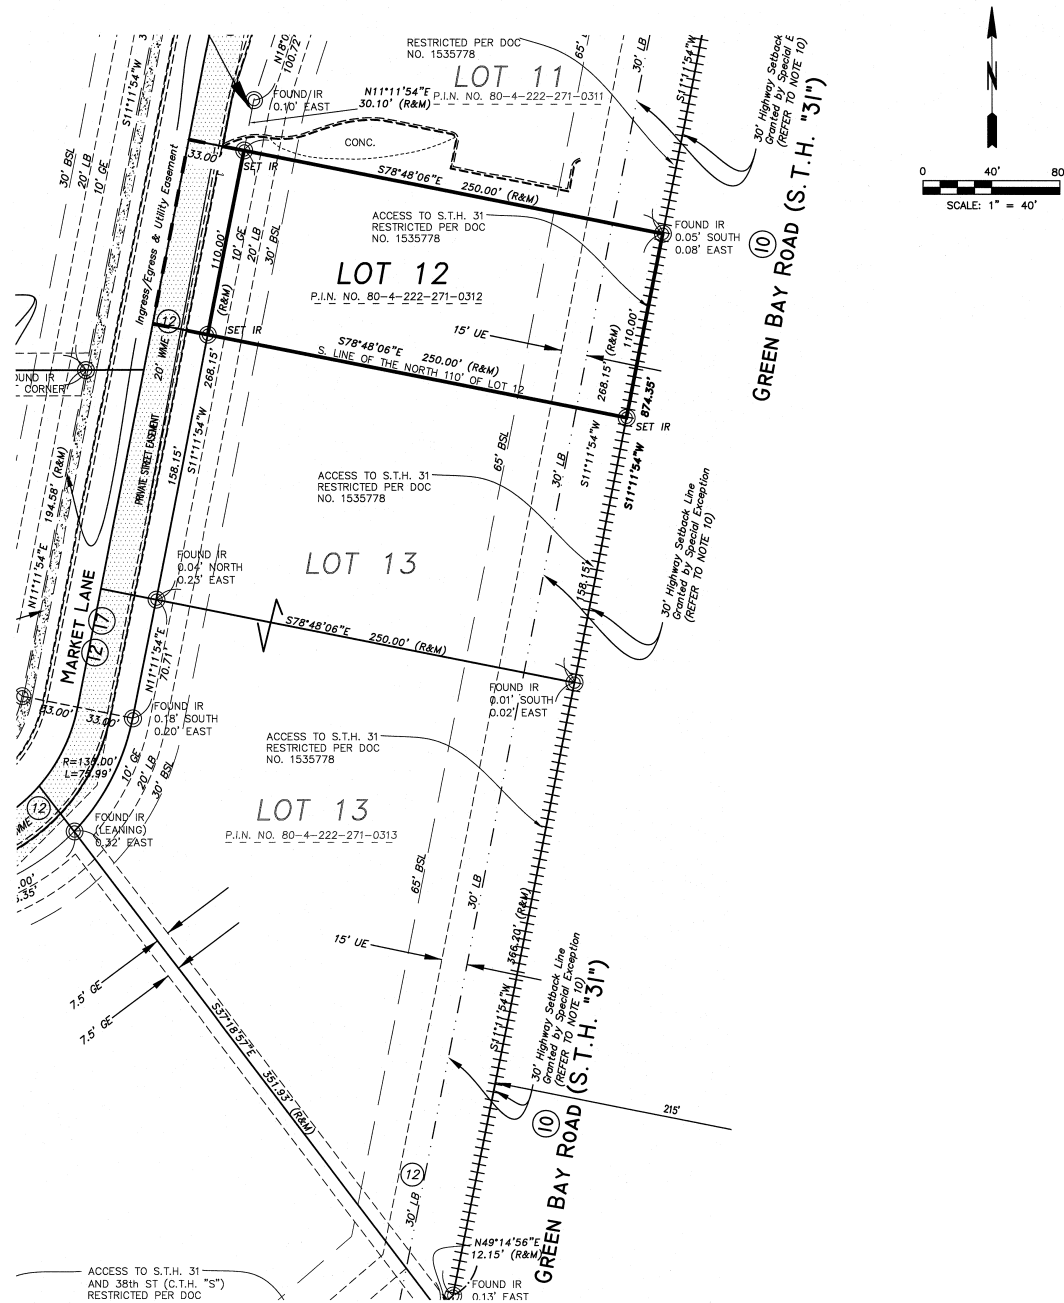 RESTRICTED PER DOC
NO. 1535778
LOT 11
P.I.N. NO. 80-4-222-271-0311
N11°11'54"E
30.10' (R&M)
FOUND IR
0.10' EAST
100.72'
65'
30' LB
S11°11'54"W
30' Highway Setback
Granted by Special E
(REFER TO NOTE 10)
GREEN BAY ROAD (S.T.H. "31")
10
N
0 40' 80
SCALE: 1" = 40'
S11°11'54"W
30' BSL
20' LB
10' GE
Ingress/Egress & Utility Easement
33.00'
SET IR
CONC.
S78°48'06"E 250.00' (R&M)
ACCESS TO S.T.H. 31
RESTRICTED PER DOC
NO. 1535778
FOUND IR
0.05' SOUTH
0.08' EAST
110.00'
(R&M)
10' GE
20' LB
30' BSL
LOT 12
P.I.N. NO. 80-4-222-271-0312
15' UE
12
SET IR
S78°48'06"E 250.00' (R&M)
S. LINE OF THE NORTH 110' OF LOT 12
110.00'
268.15' (R&M)
874.35'
SET IR
S11°11'54"W
S11°11'54"W
20' WME
268.15'
OUND IR
CORNER
PRIVATE STREET EASEMENT
158.15'
S11°11'54"W
194.58' (R&M)
N11°11'54"E
65' BSL
30' LB
ACCESS TO S.T.H. 31
RESTRICTED PER DOC
NO. 1535778
30' Highway Setback Line
Granted by Special Exception
(REFER TO NOTE 10)
FOUND IR
0.04' NORTH
0.23' EAST
LOT 13
158.15'
MARKET LANE
12
17
S78°48'06"E 250.00' (R&M)
N11°11'54"E
70.71'
FOUND IR
0.01' SOUTH
0.02' EAST
33.00'
33.00'
FOUND IR
0.18' SOUTH
0.20' EAST
ACCESS TO S.T.H. 31
RESTRICTED PER DOC
NO. 1535778
R=135.00'
L=75.99'
10' GE
20' LB
30' BSL
12
WME
LOT 13
P.I.N. NO. 80-4-222-271-0313
FOUND IR
(LEANING)
0.32' EAST
.00'
.35'
65' BSL
30' LB
366.20' (R&M)
S11°11'54"W
15' UE
7.5' GE
7.5' GE
30' Highway Setback Line
Granted by Special Exception
(REFER TO NOTE 10)
GREEN BAY ROAD (S.T.H. "31")
10
S37°18'57"E
351.93' (R&M)
215'
12
30' LB
N49°14'56"E
12.15' (R&M)
ACCESS TO S.T.H. 31
AND 38th ST (C.T.H. "S")
RESTRICTED PER DOC
FOUND IR
0.13' EAST